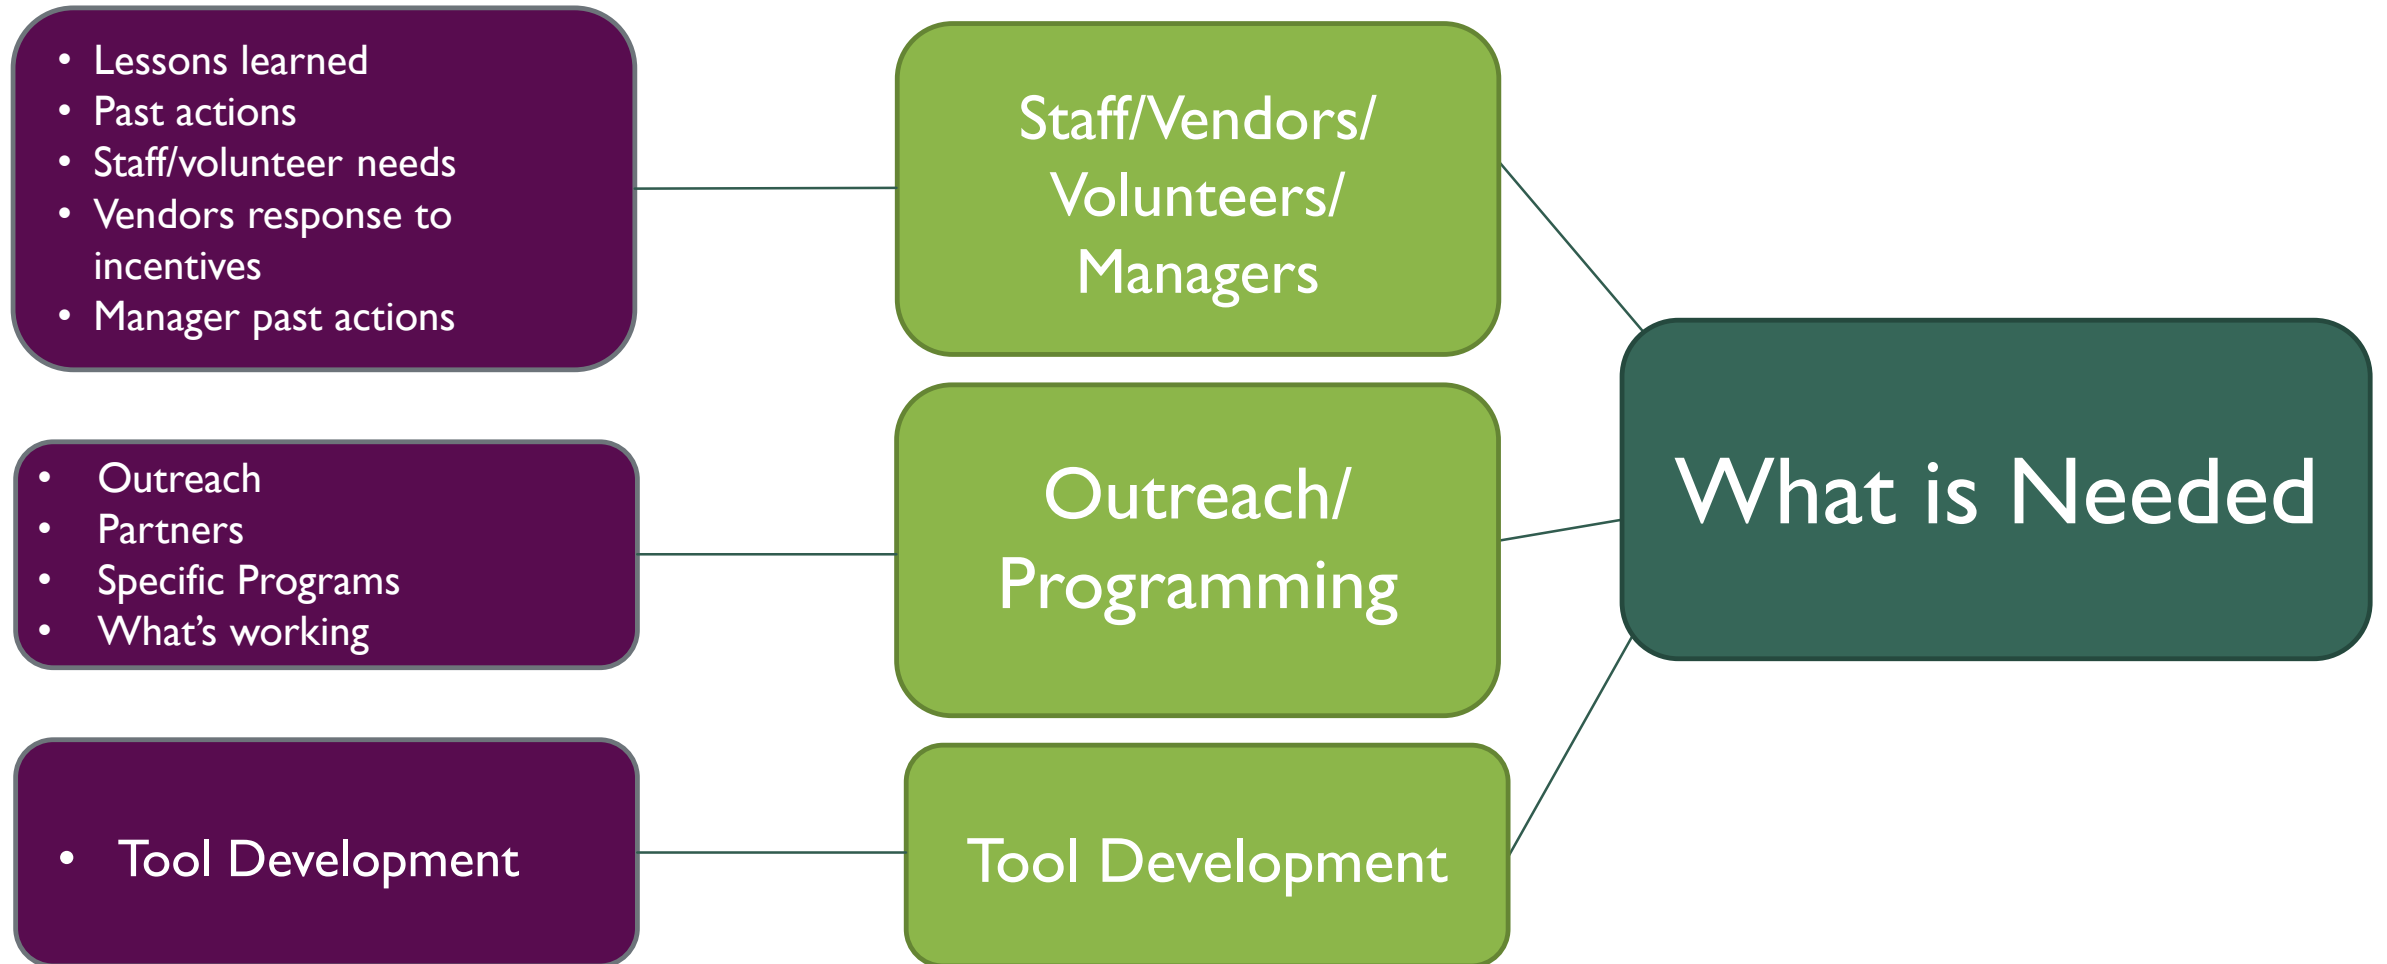 • Lessons learned
• Past actions
• Staff/volunteer needs
• Vendors response to
incentives
• Manager past actions
Staff/Vendors/
Volunteers/
Managers
• Outreach
• Partners
• Specific Programs
• What’s working
Outreach/
Programming
What is Needed
• Tool Development
Tool Development